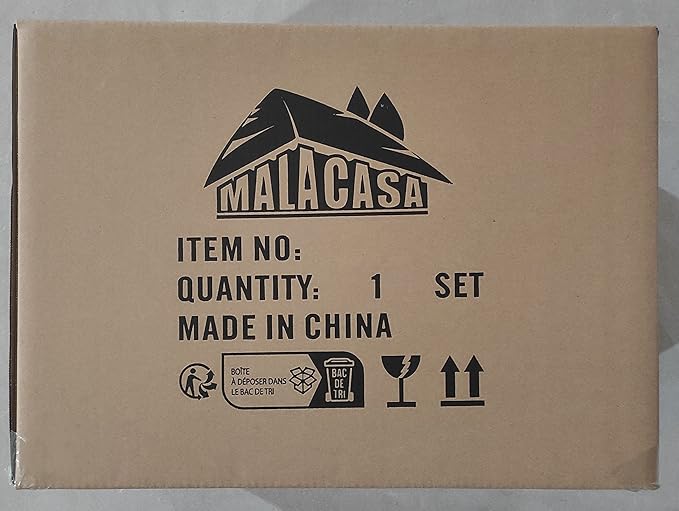 MALACASA
ITEM NO:
QUANTITY: 1 SET
MADE IN CHINA
BOÎTE
À DÉPOSER DANS
LE BAC DE TRI
BAC
DE
TRI